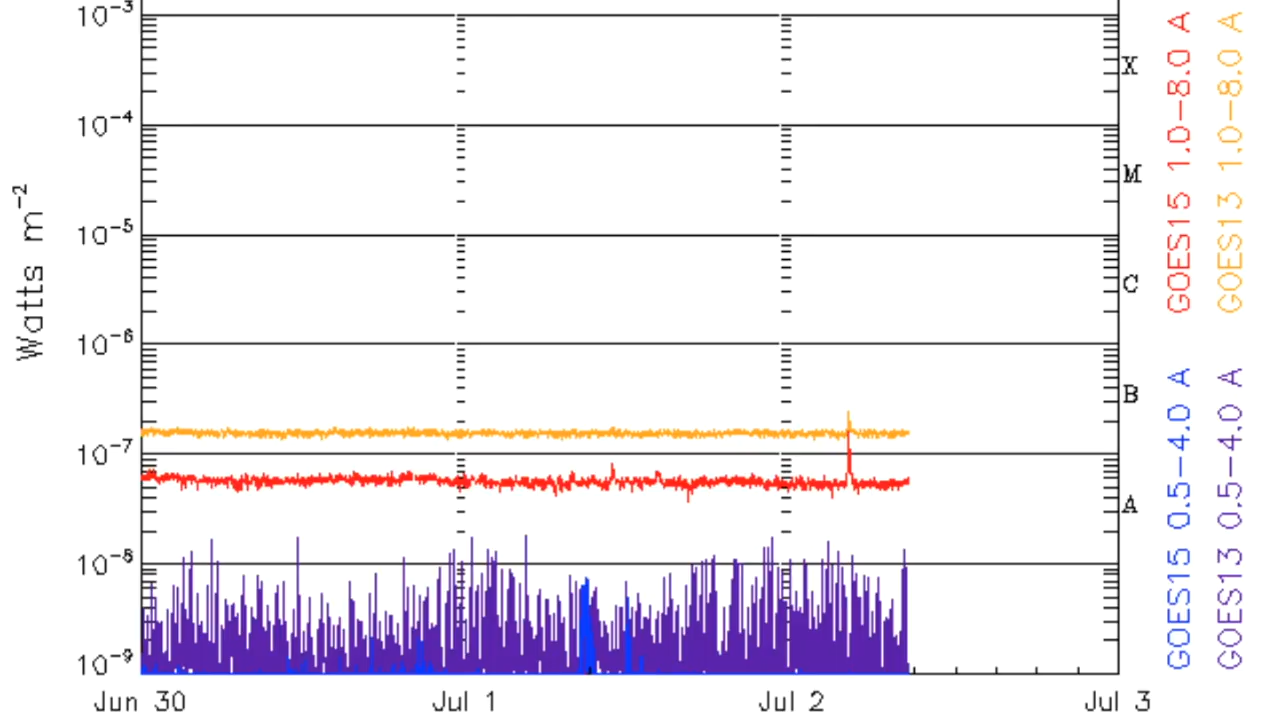 10⁻³
10⁻⁴
10⁻⁵
10⁻⁶
10⁻⁷
10⁻⁸
10⁻⁹
Watts m⁻²
X
M
C
B
A
Jun 30 Jul 1 Jul 2 Jul 3
GOES15 1.0-8.0 A
GOES13 1.0-8.0 A
GOES15 0.5-4.0 A
GOES13 0.5-4.0 A